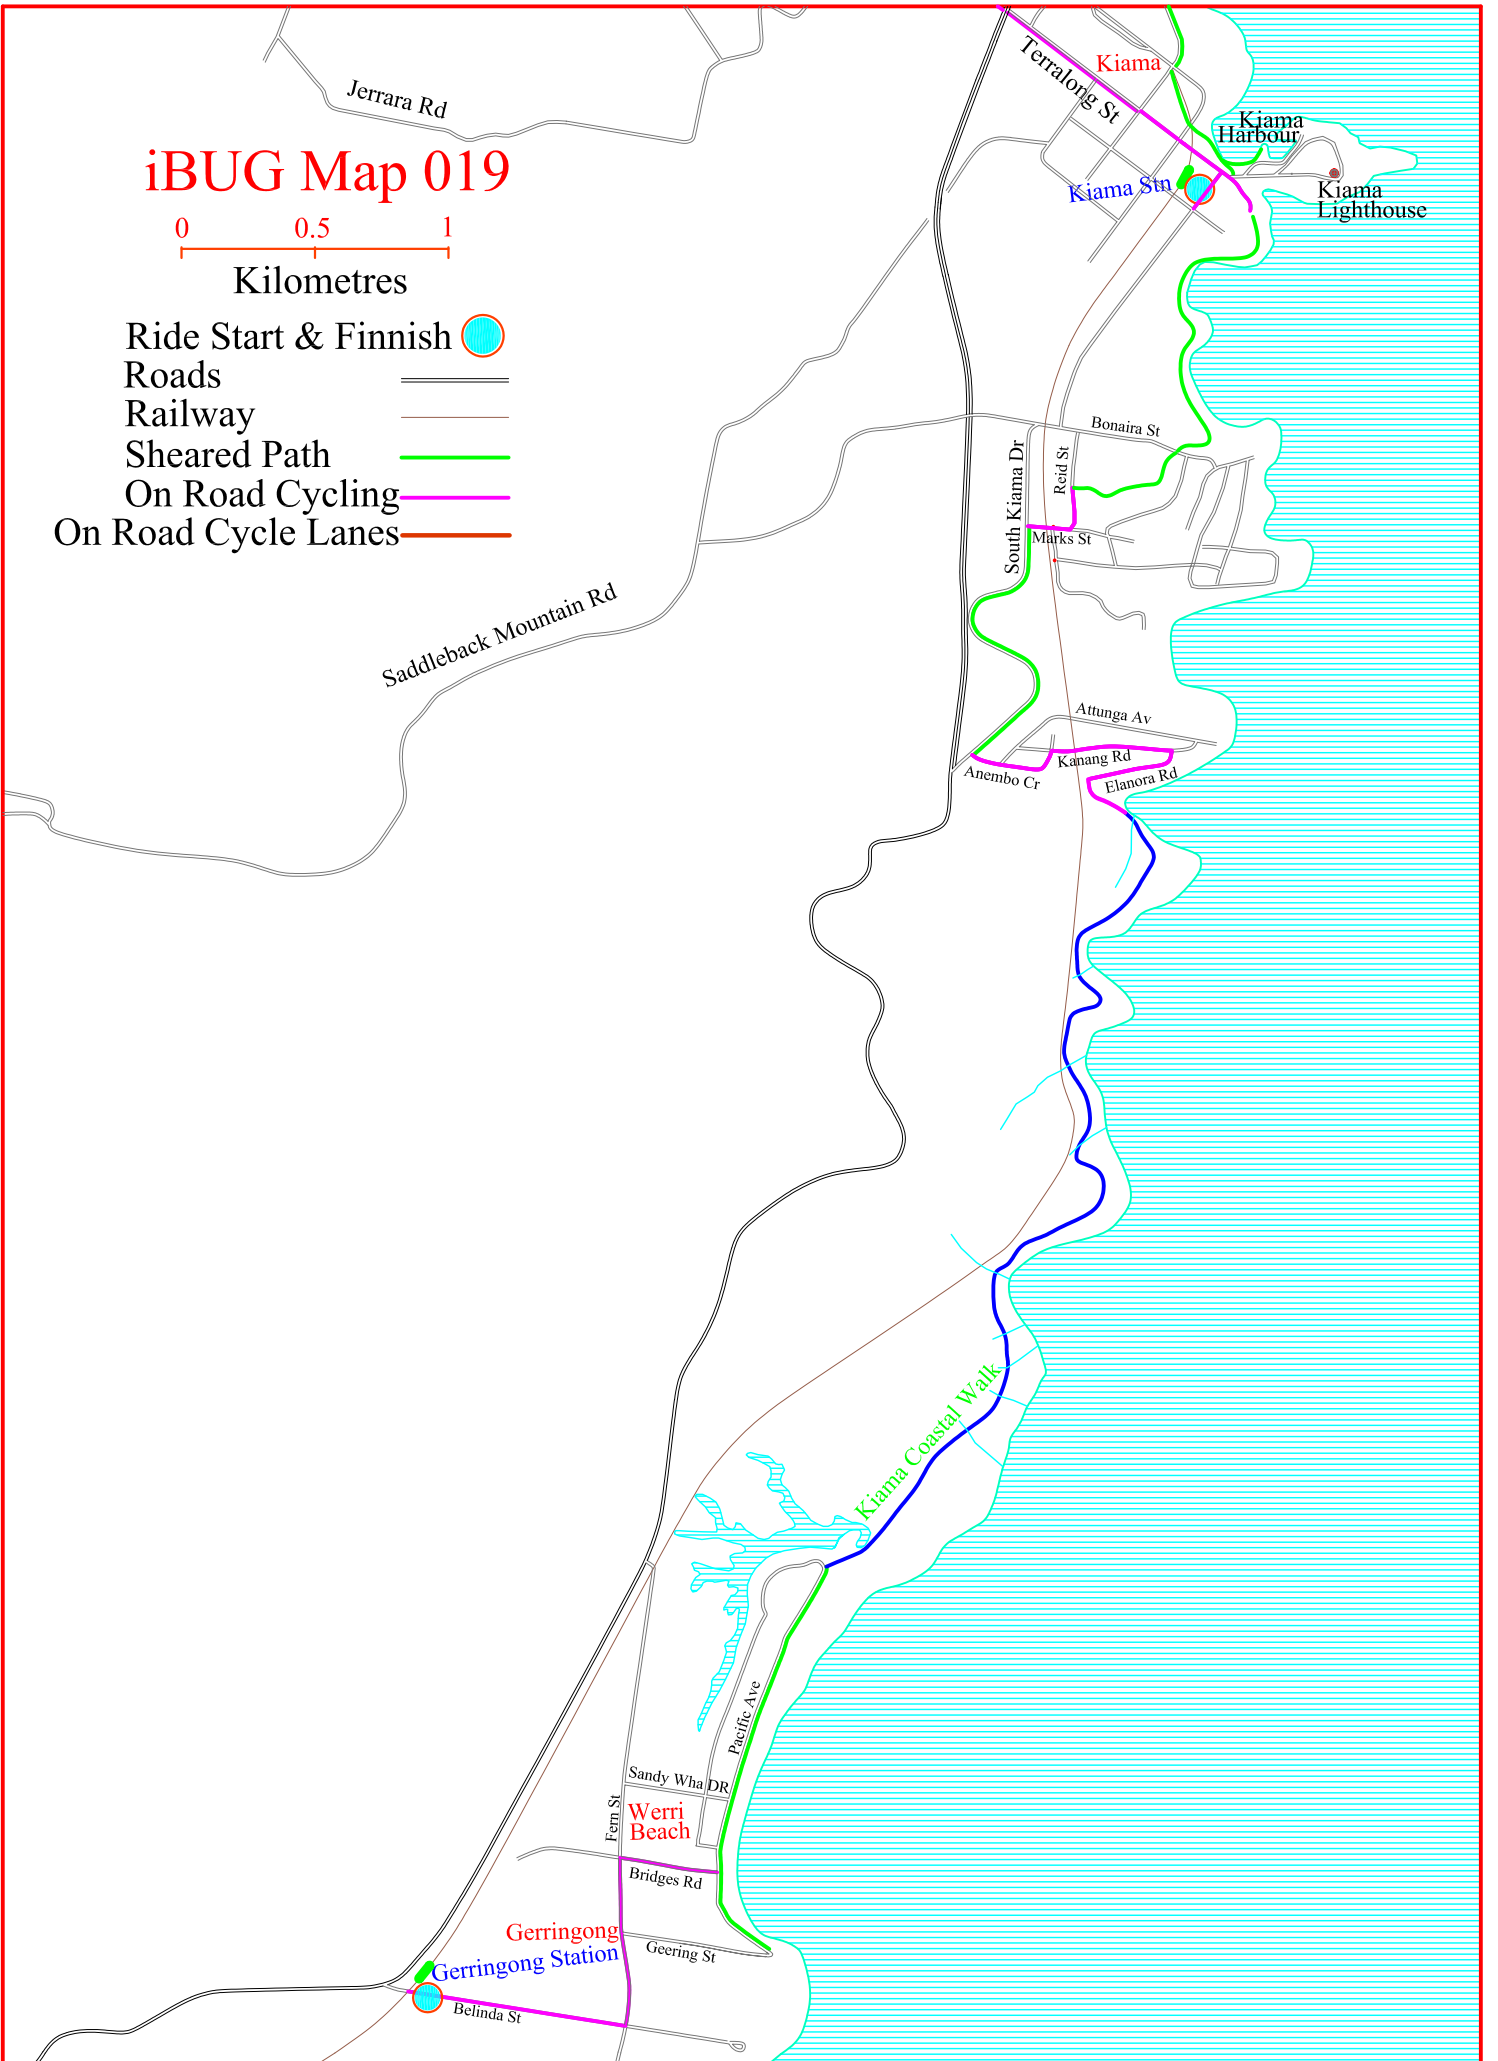 Terralong St
Kiama
Jerrara Rd
Kiama
Harbour
iBUG Map 019
Kiama Stn
Kiama
Lighthouse
0 0.5 1
Kilometres
Ride Start & Finnish
Roads
Railway
Sheared Path
On Road Cycling
On Road Cycle Lanes
Bonaira St
Reid St
South Kiama Dr
Marks St
Saddleback Mountain Rd
Attunga Av
Kanang Rd
Anembo Cr
Elanora Rd
Kiama Coastal Walk
Pacific Ave
Sandy Wha DR
Fern St
Werri
Beach
Bridges Rd
Gerringong
Geering St
Gerringong Station
Belinda St